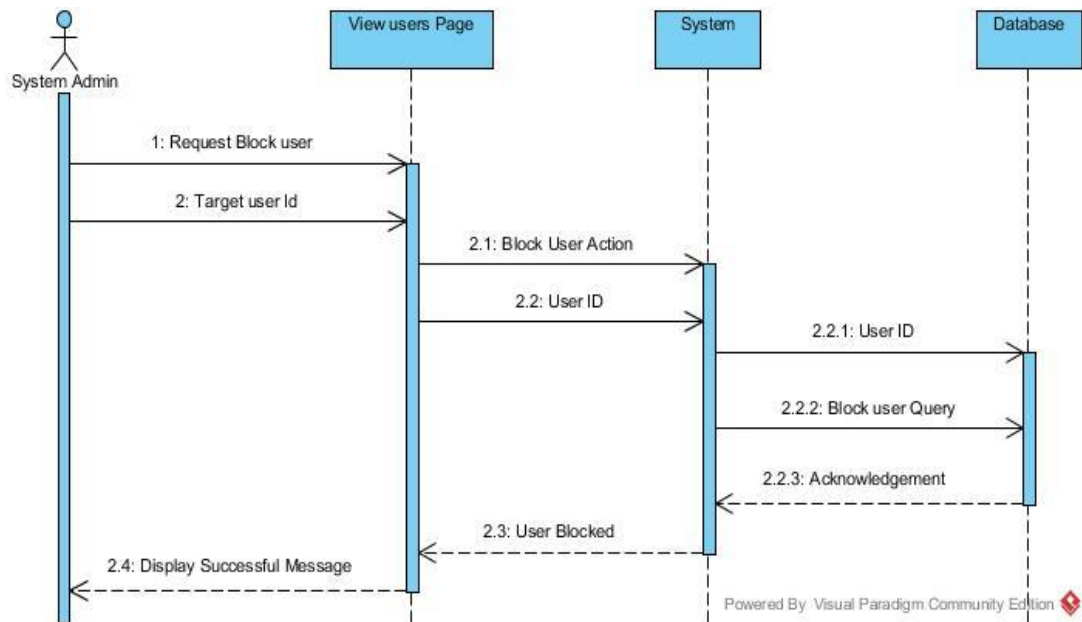 View users Page
System
Database
System Admin
1: Request Block user
2: Target user Id
2.1: Block User Action
2.2: User ID
2.2.1: User ID
2.2.2: Block user Query
2.2.3: Acknowledgement
2.3: User Blocked
2.4: Display Successful Message
Powered By Visual Paradigm Community Edition